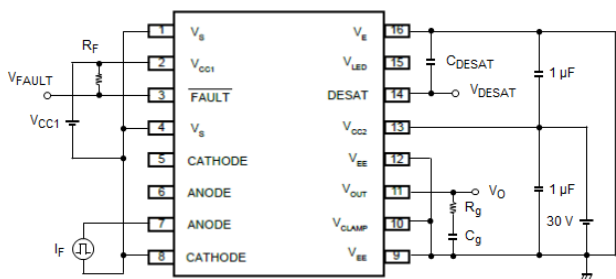 1 V_S V_E 16
R_F 2 V_CC1 V_LED 15 C_DESAT 1 μF
V_FAULT 3 FAULT DESAT 14 V_DESAT
V_CC1 4 V_S V_CC2 13
5 CATHODE V_EE 12
6 ANODE V_OUT 11 V_O 1 μF
7 ANODE V_CLAMP 10 R_g 30 V
I_F 8 CATHODE V_EE 9 C_g